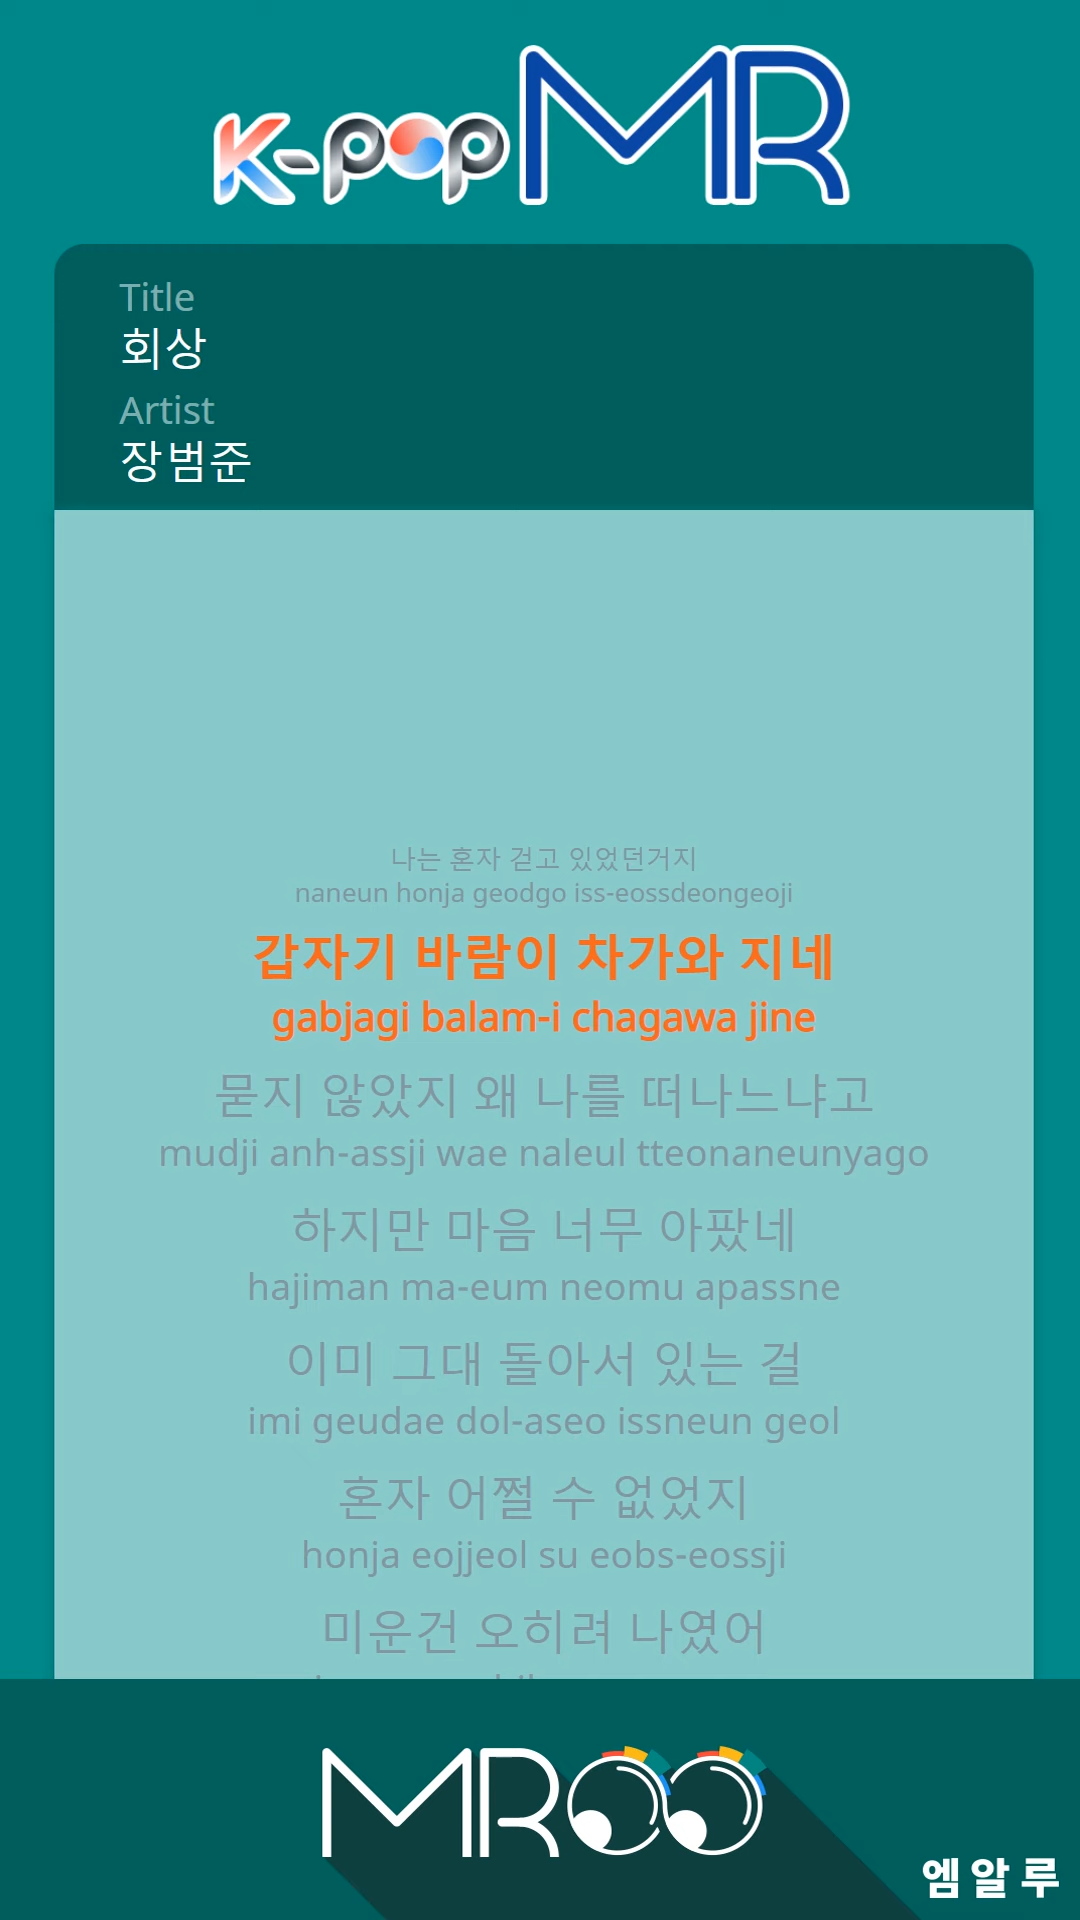 K-pop MR
Title
회상
Artist
장범준
나는 혼자 걷고 있었던거지
naneun honja geodgo iss-eossdeongeoji
갑자기 바람이 차가와 지네
gabjagi balam-i chagawa jine
묻지 않았지 왜 나를 떠나느냐고
mudji anh-assji wae naleul tteonaneunyago
하지만 마음 너무 아팠네
hajiman ma-eum neomu apassne
이미 그대 돌아서 있는 걸
imi geudae dol-aseo issneun geol
혼자 어쩔 수 없었지
honja eojjeol su eobs-eossji
미운건 오히려 나였어
MROO
엠알루